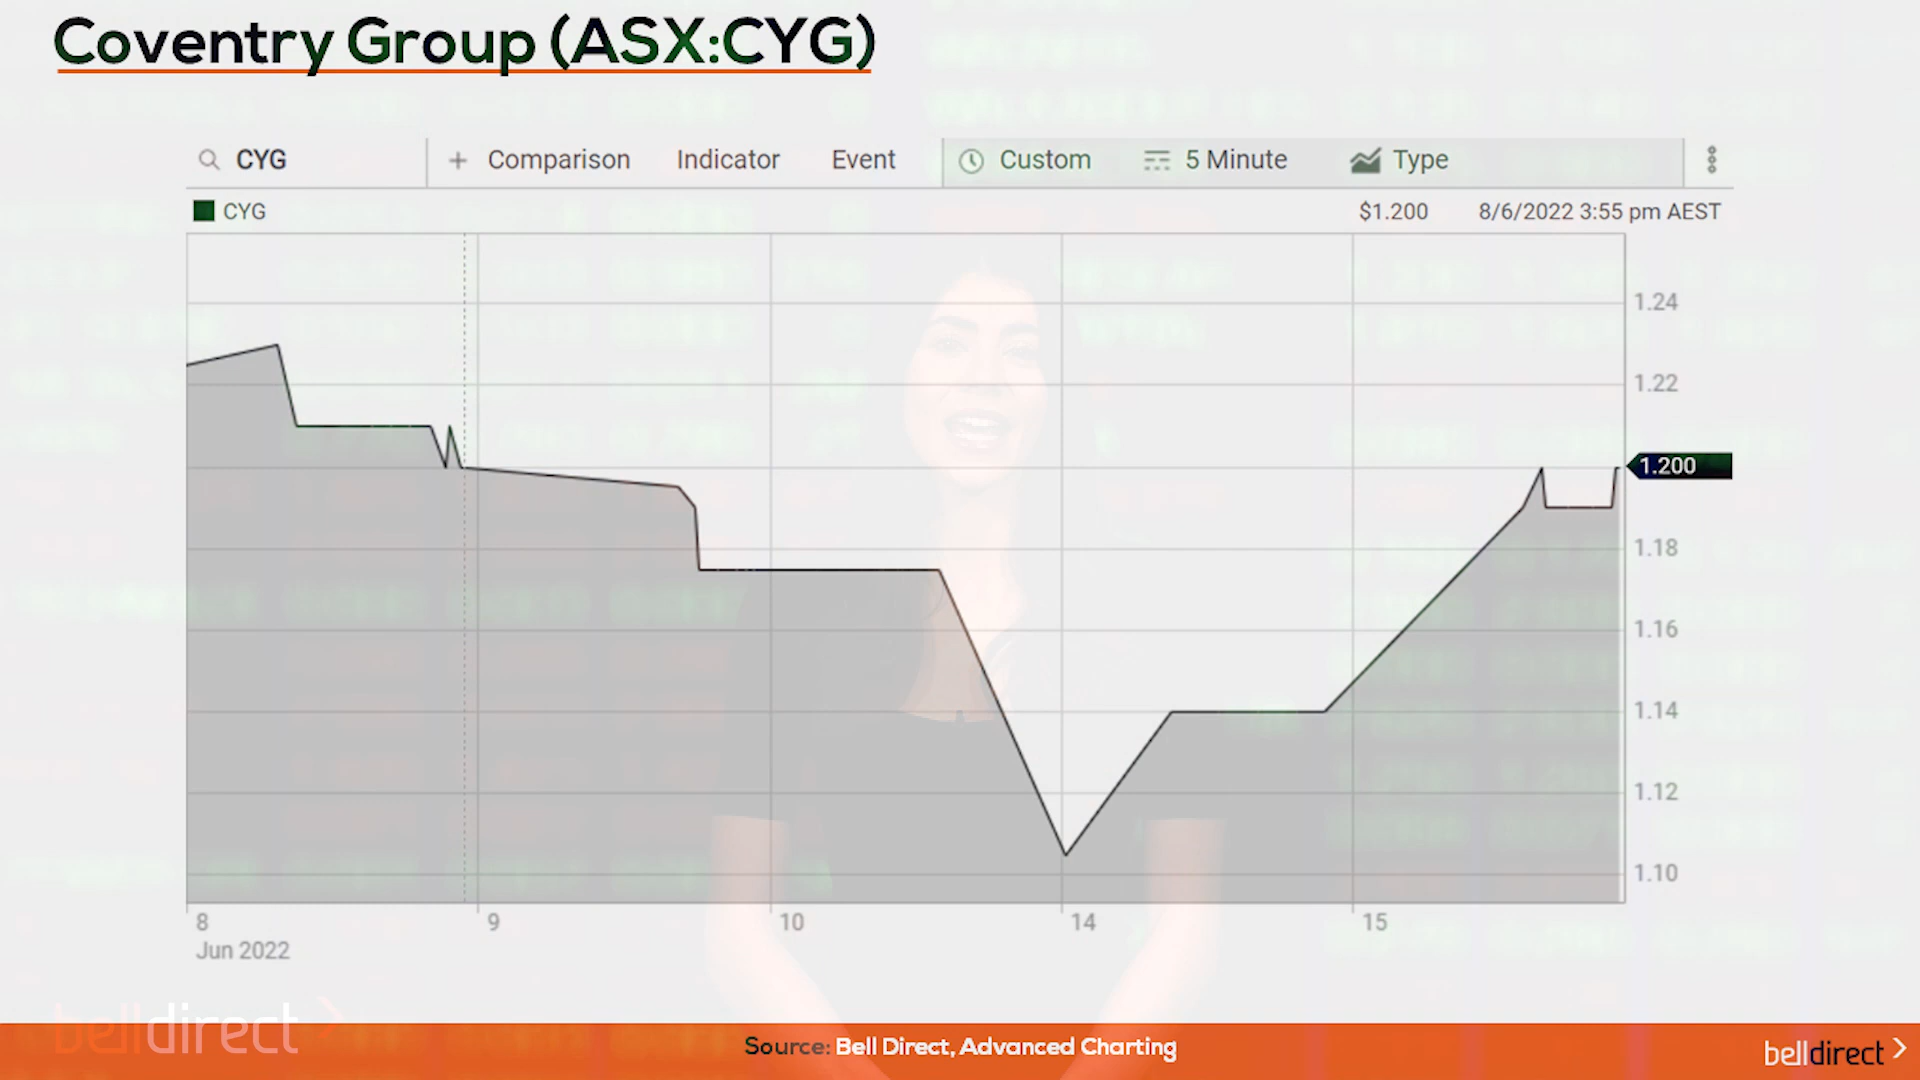 Coventry Group (ASX:CYG)
CYG + Comparison Indicator Event Custom 5 Minute Type
CYG $1.200 8/6/2022 3:55 pm AEST
1.24
1.22
1.200
1.18
1.16
1.14
1.12
1.10
8 9 10 14 15
Jun 2022
belldirect
Source: Bell Direct, Advanced Charting
belldirect